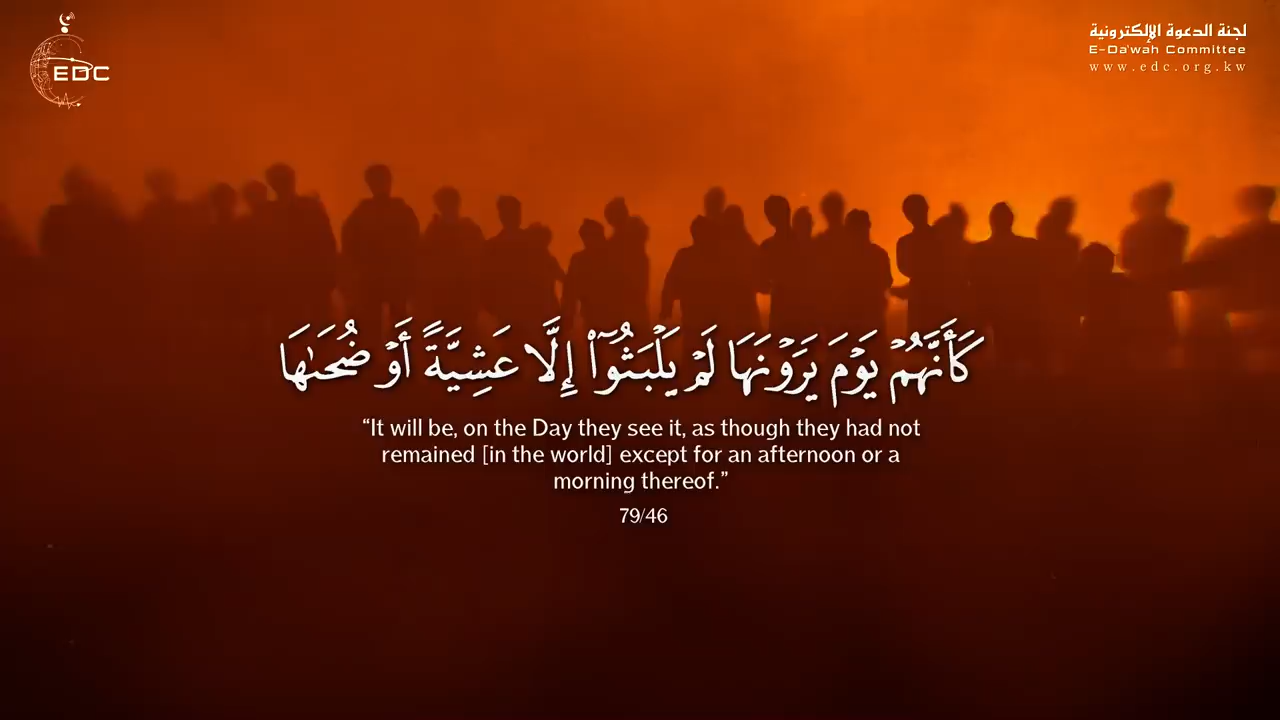 EDC
لجنة الدعوة الإلكترونية
E-Da'wah Committee
www.edc.org.kw
كَأَنَّهُمْ يَوْمَ يَرَوْنَهَا لَمْ يَلْبَثُوٓا۟ إِلَّا عَشِيَّةً أَوْ ضُحَىٰهَا
“It will be, on the Day they see it, as though they had not
remained [in the world] except for an afternoon or a
morning thereof.”
79/46